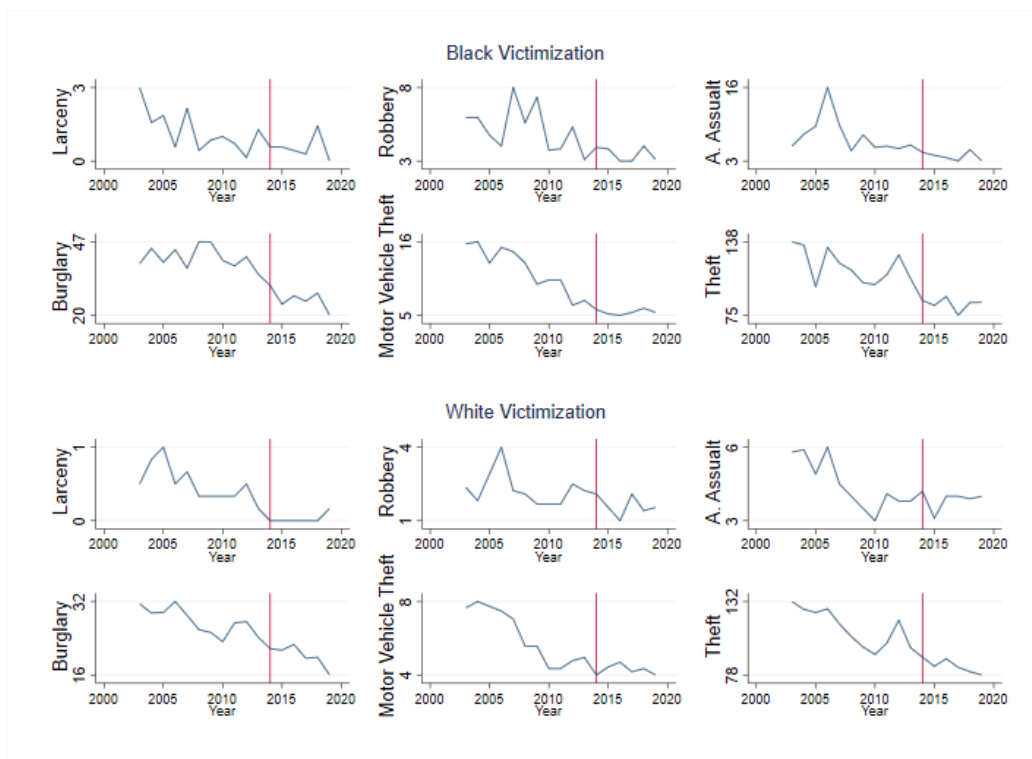 Black Victimization
Larceny
3
0
2000 2005 2010 2015 2020
Year
Robbery
8
3
2000 2005 2010 2015 2020
Year
A. Assualt
16
3
2000 2005 2010 2015 2020
Year
Burglary
47
20
2000 2005 2010 2015 2020
Year
Motor Vehicle Theft
16
5
2000 2005 2010 2015 2020
Year
Theft
138
75
2000 2005 2010 2015 2020
Year
White Victimization
Larceny
1
0
2000 2005 2010 2015 2020
Year
Robbery
4
1
2000 2005 2010 2015 2020
Year
A. Assualt
6
3
2000 2005 2010 2015 2020
Year
Burglary
32
16
2000 2005 2010 2015 2020
Year
Motor Vehicle Theft
8
4
2000 2005 2010 2015 2020
Year
Theft
132
78
2000 2005 2010 2015 2020
Year